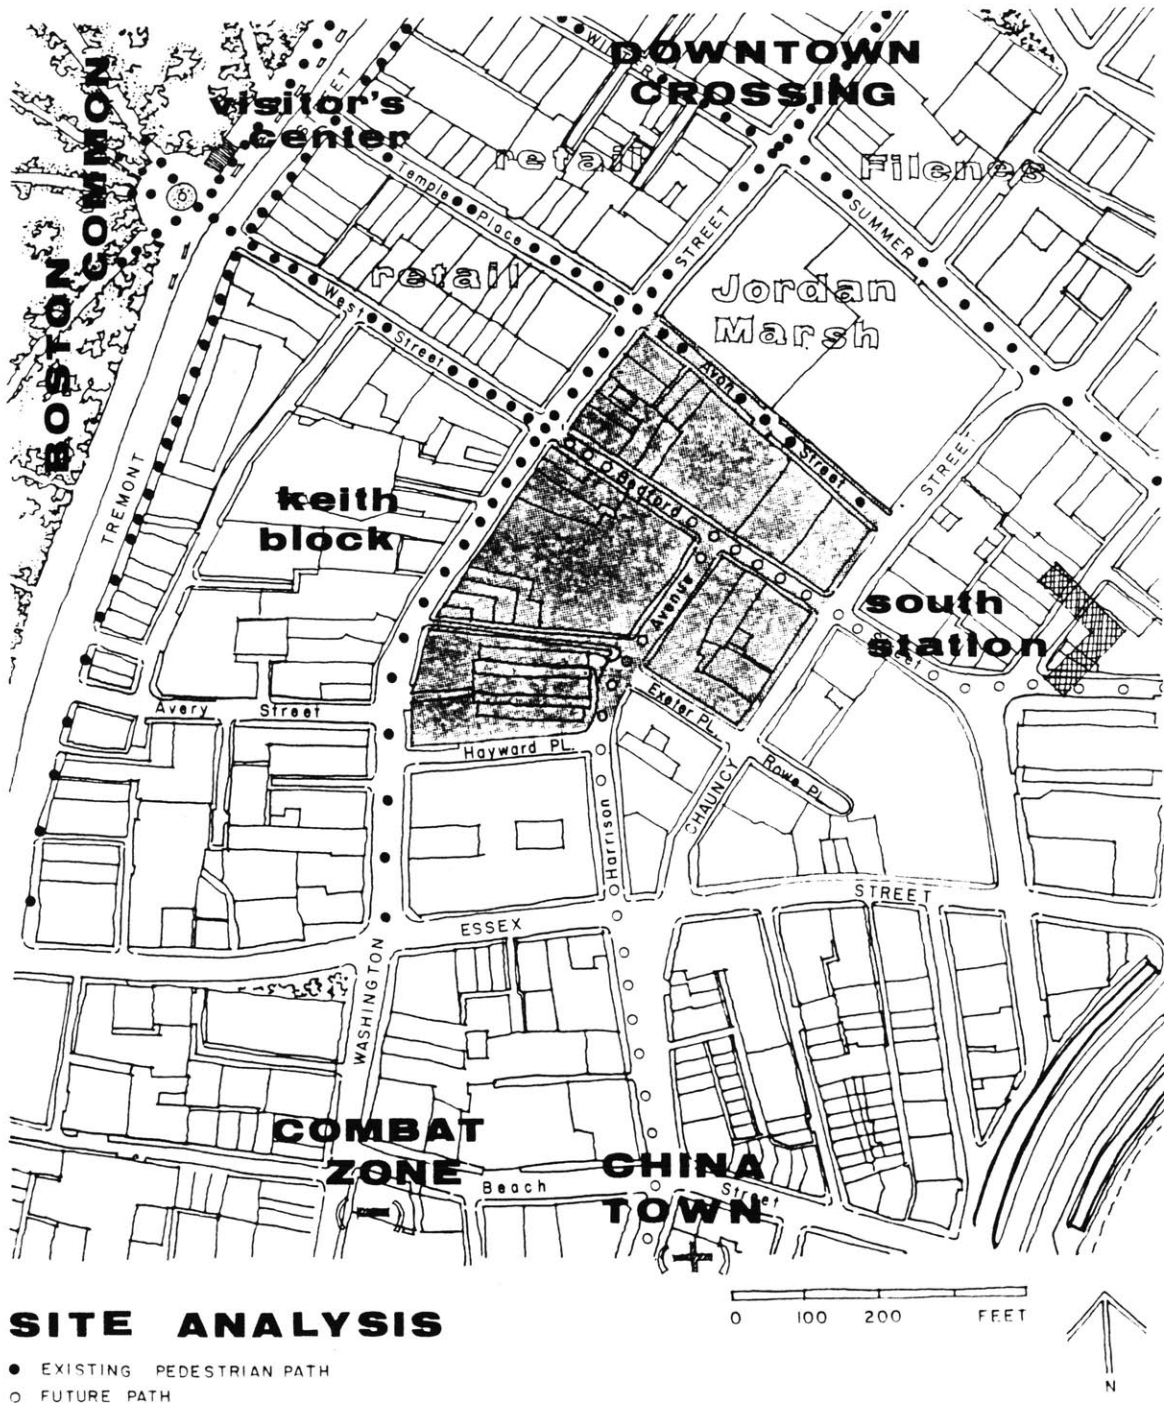 DOWNTOWN
CROSSING
BOSTON
COMMON
visitor's
center
retail
Filenes
Temple Place
STREET
SUMMER
retail
Jordan
Marsh
West Street
Avon Street
TREMONT
STREET
keith
block
Bedford
Avenue
south
station
Avery Street
Exeter PL.
Hayward PL.
Rowe PL.
CHAUNCY
Harrison
STREET
ESSEX
WASHINGTON
COMBAT
ZONE
CHINA
TOWN
Beach Street
SITE ANALYSIS
0 100 200 FEET
● EXISTING PEDESTRIAN PATH
○ FUTURE PATH
N